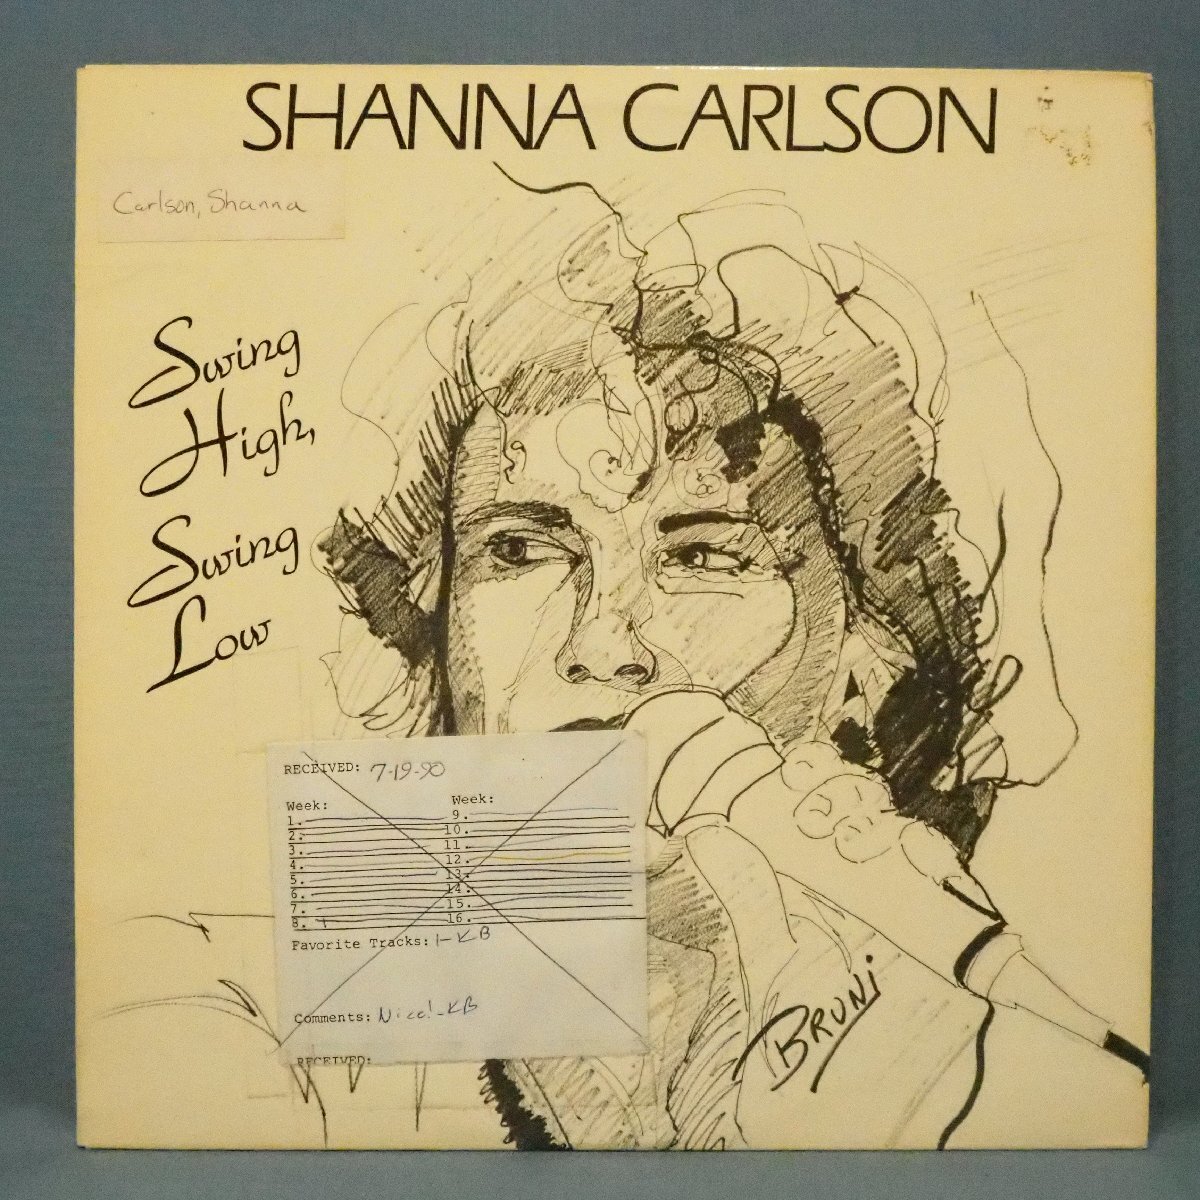 SHANNA CARLSON
Carlson, Shanna
Swing
High,
Swing
Low
RECEIVED: 7-19-90
Week: Week:
1. 9.
2. 10.
3. 11.
4. 12.
5. 13.
6. 14.
7. 15.
8. 16.
Favorite Tracks: 1-KB
Comments: Nice!-KB
RECEIVED:
BRUNI